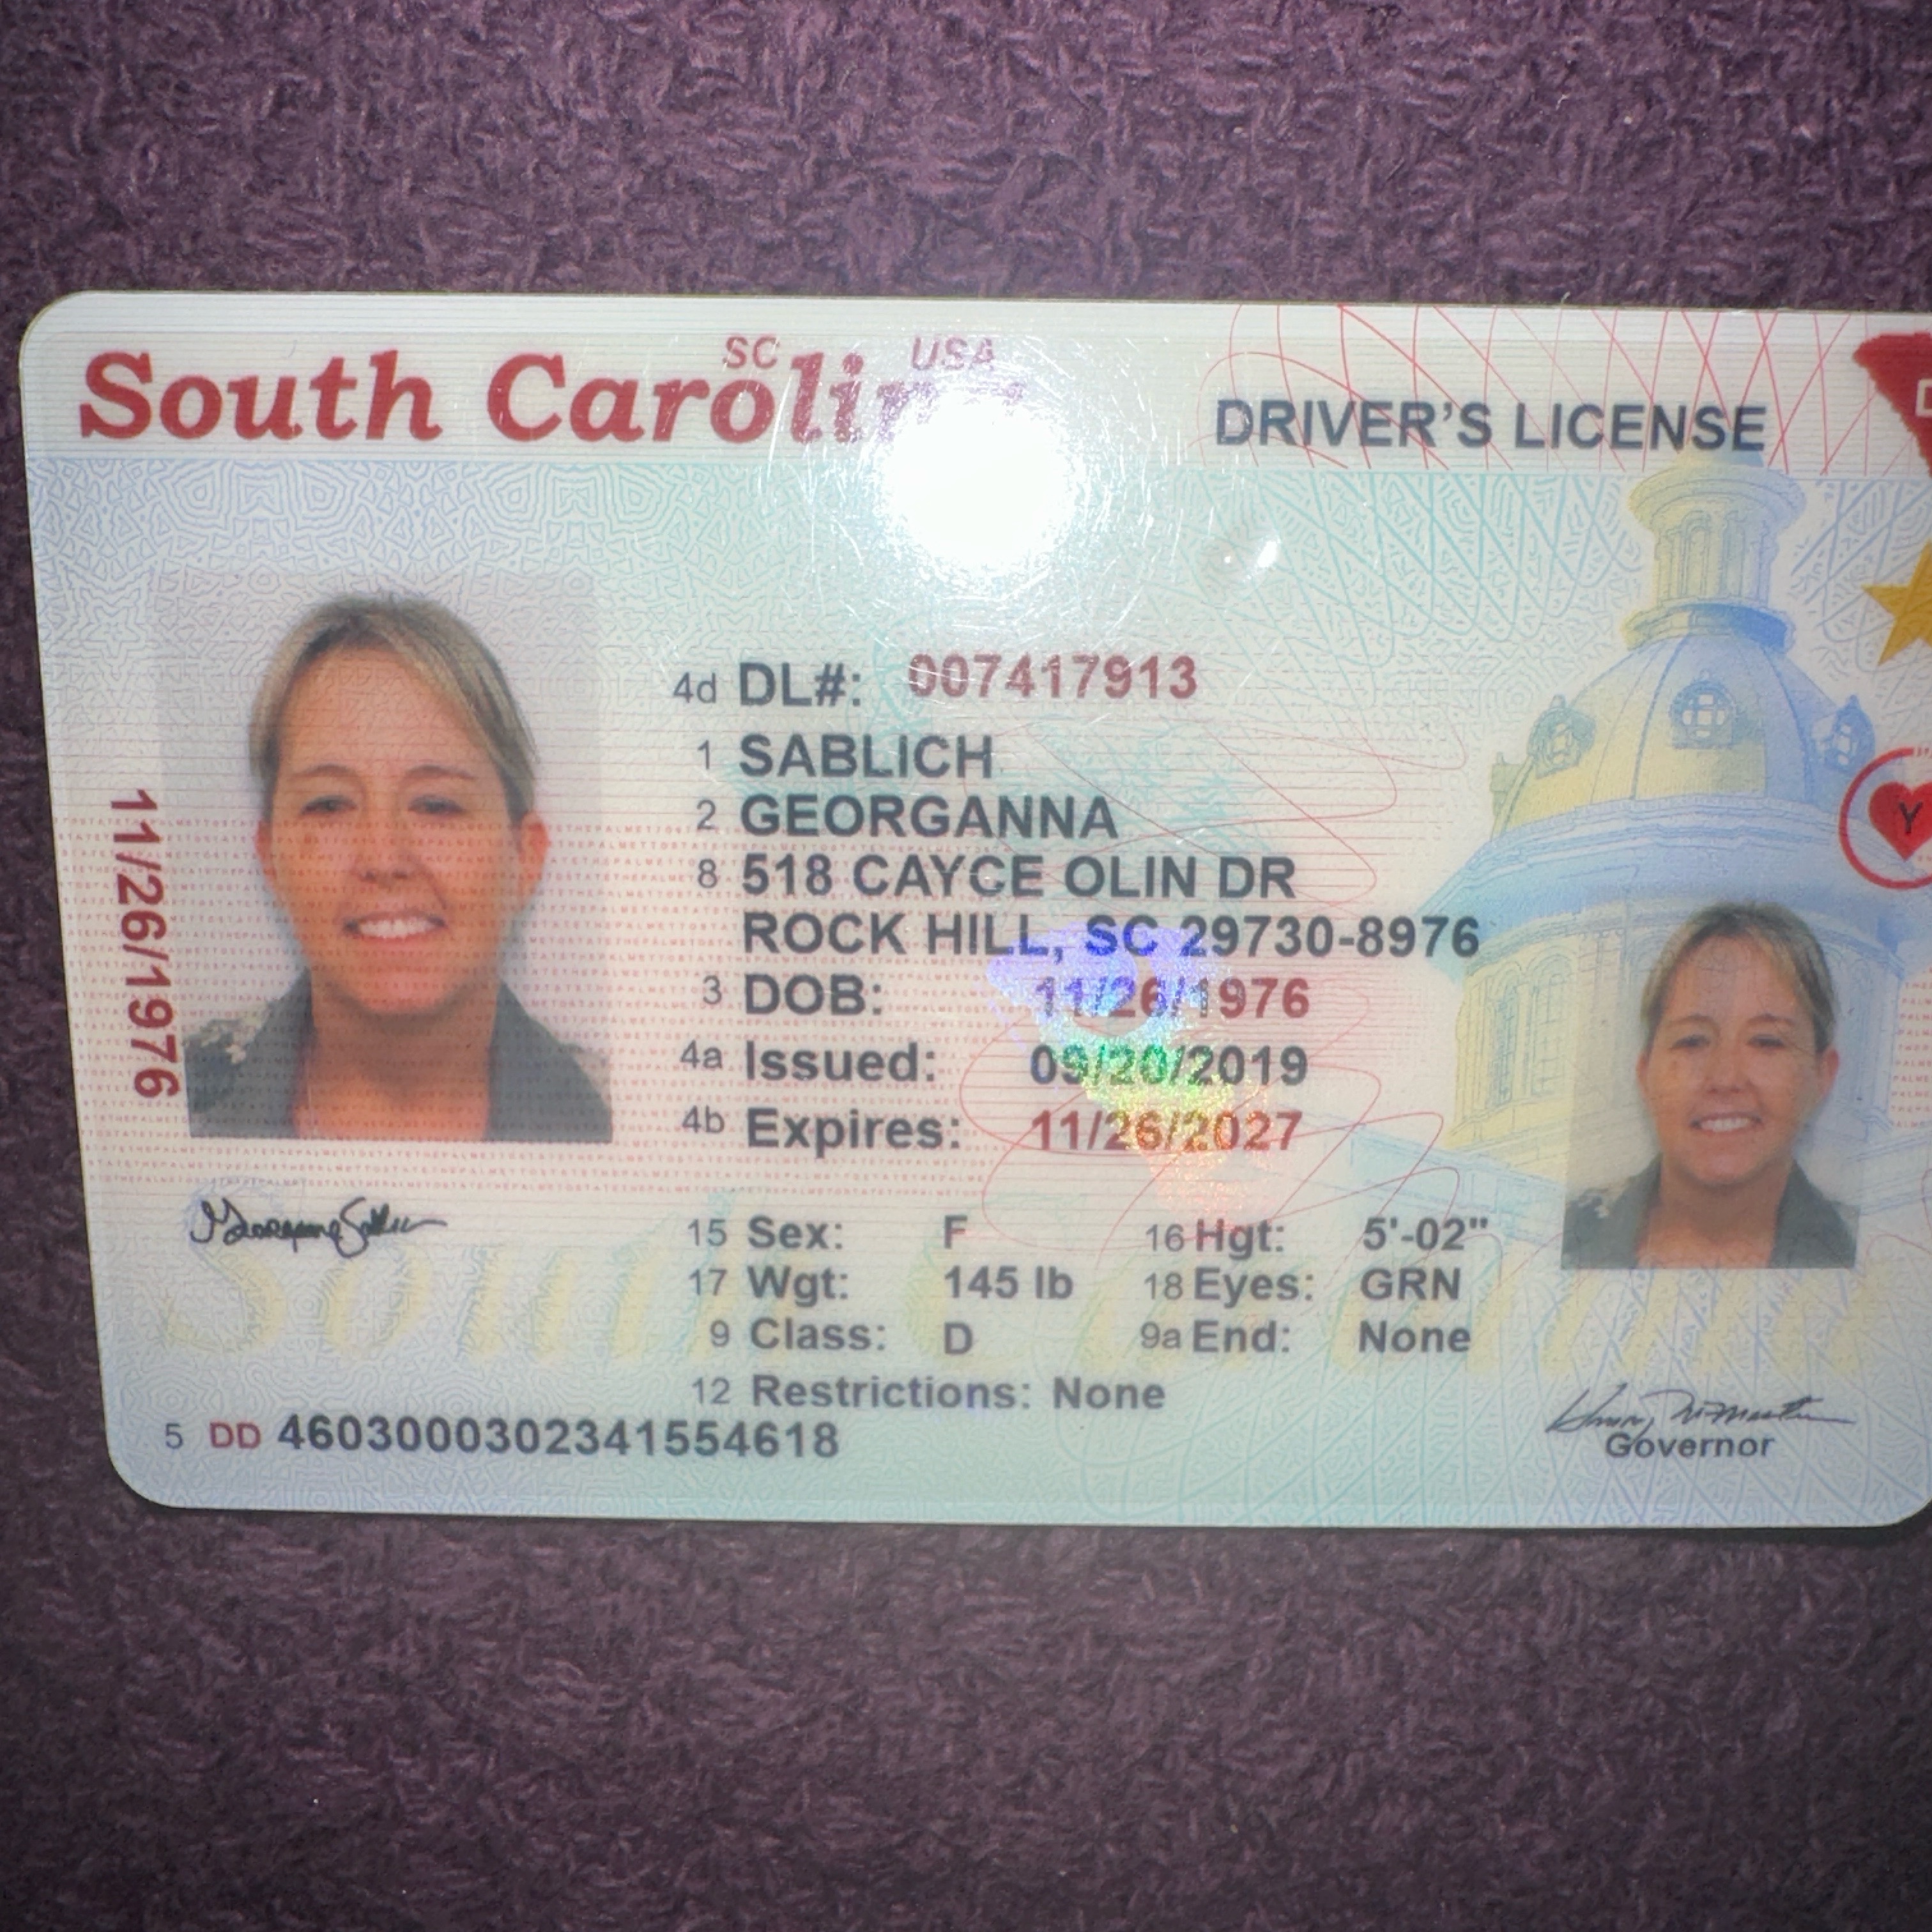 SC USA
South Carolin
DRIVER'S LICENSE
4d DL#: 007417913
1 SABLICH
2 GEORGANNA
8 518 CAYCE OLIN DR
ROCK HILL, SC 29730-8976
3 DOB: 11/26/1976
4a Issued: 09/20/2019
4b Expires: 11/26/2027
11/26/1976
Y
15 Sex: F 16 Hgt: 5'-02"
17 Wgt: 145 lb 18 Eyes: GRN
9 Class: D 9a End: None
12 Restrictions: None
5 DD 4603000302341554618
Governor